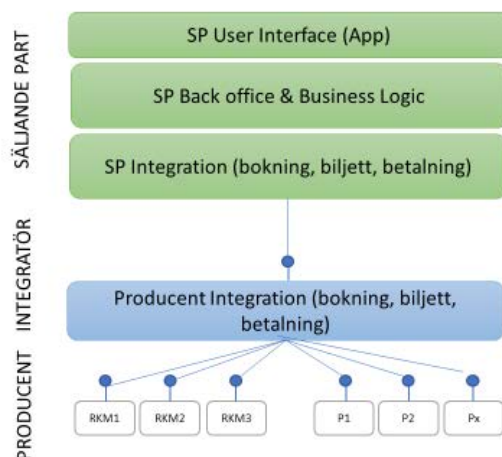 SÄLJANDE PART
SP User Interface (App)
SP Back office & Business Logic
SP Integration (bokning, biljett, betalning)
INTEGRATÖR
Producent Integration (bokning, biljett,
betalning)
PRODUCENT
RKM1
RKM2
RKM3
P1
P2
Px